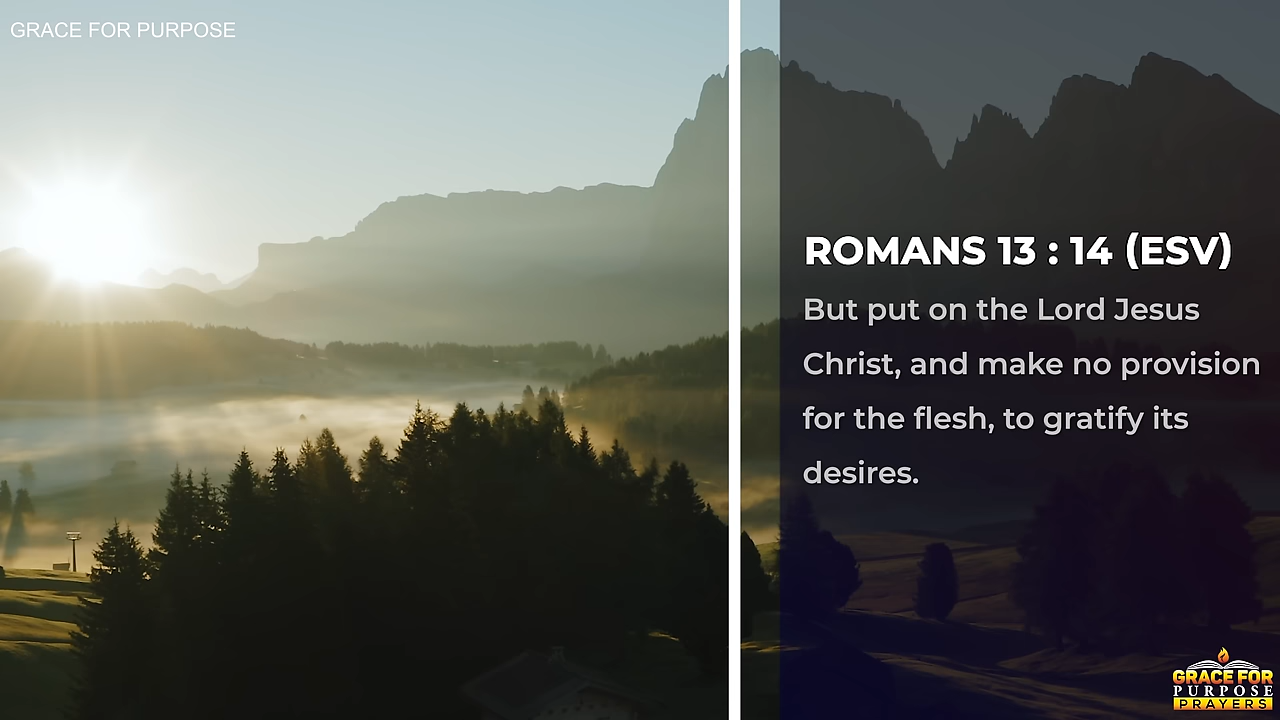 GRACE FOR PURPOSE
ROMANS 13 : 14 (ESV)
But put on the Lord Jesus
Christ, and make no provision
for the flesh, to gratify its
desires.
GRACE FOR
PURPOSE
PRAYERS